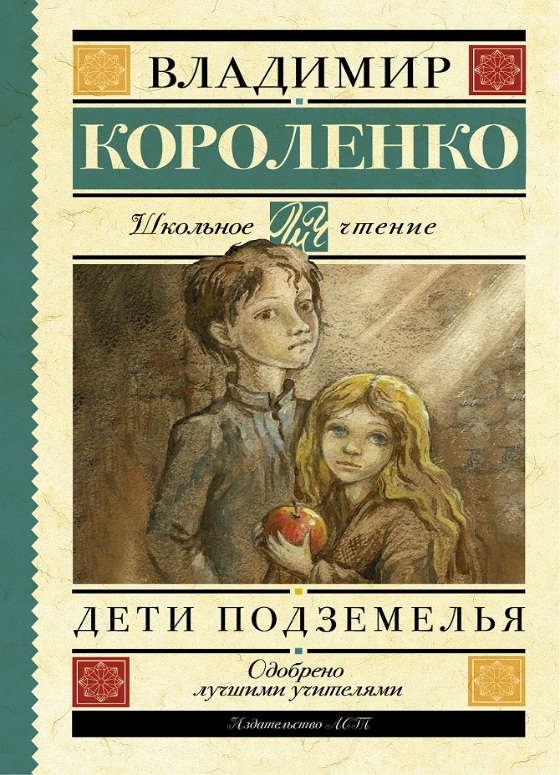 ВЛАДИМИР
КОРОЛЕНКО
Школьное чтение
ДЕТИ ПОДЗЕМЕЛЬЯ
Одобрено
лучшими учителями
Издательство АСТ